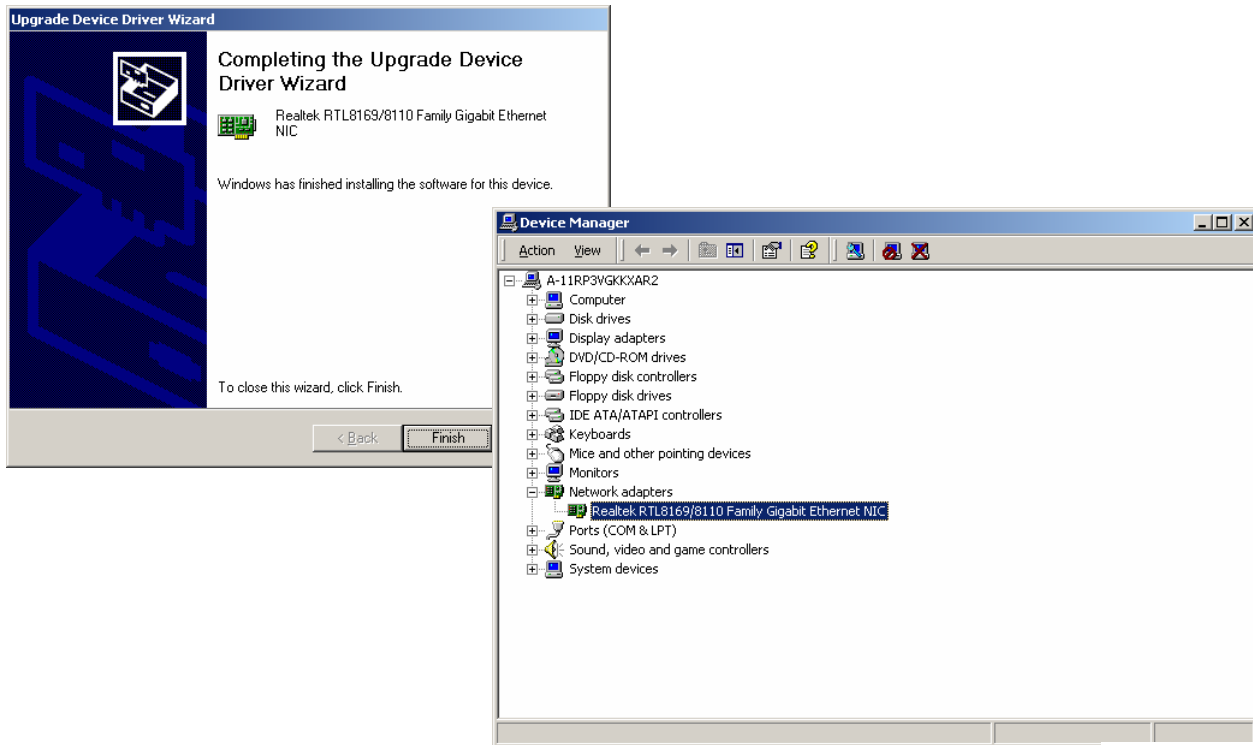 Upgrade Device Driver Wizard
Completing the Upgrade Device
Driver Wizard
Realtek RTL8169/8110 Family Gigabit Ethernet
NIC
Windows has finished installing the software for this device.
To close this wizard, click Finish.
< Back
Finish
Device Manager
Action View
A-11RP3VGKKXAR2
Computer
Disk drives
Display adapters
DVD/CD-ROM drives
Floppy disk controllers
Floppy disk drives
IDE ATA/ATAPI controllers
Keyboards
Mice and other pointing devices
Monitors
Network adapters
Realtek RTL8169/8110 Family Gigabit Ethernet NIC
Ports (COM & LPT)
Sound, video and game controllers
System devices